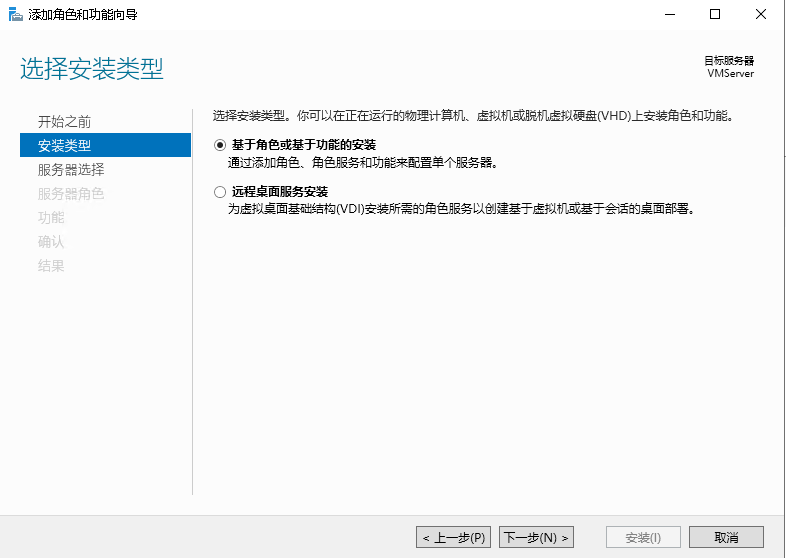 添加角色和功能向导
选择安装类型
目标服务器
VMServer
开始之前
安装类型
服务器选择
服务器角色
功能
确认
结果
选择安装类型。你可以在正在运行的物理计算机、虚拟机或脱机虚拟硬盘(VHD)上安装角色和功能。
基于角色或基于功能的安装
通过添加角色、角色服务和功能来配置单个服务器。
远程桌面服务安装
为虚拟桌面基础结构(VDI)安装所需的角色服务以创建基于虚拟机或基于会话的桌面部署。
< 上一步(P)
下一步(N) >
安装(I)
取消